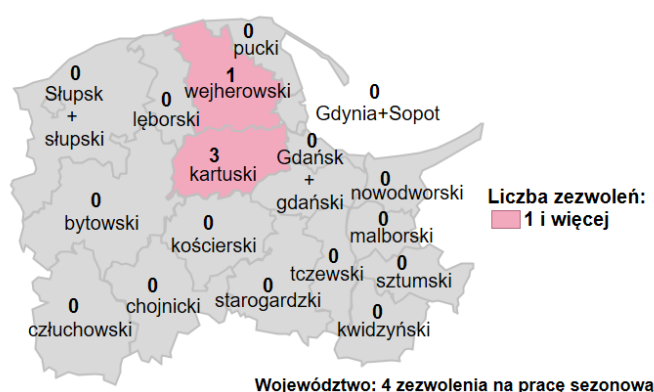 0
pucki
1
wejherowski
0
Słupsk
+
słupski
0
lęborski
0
Gdynia+Sopot
3
kartuski
0
Gdańsk
+
gdański
0
nowodworski
Liczba zezwoleń:
1 i więcej
0
bytowski
0
kościerski
0
malborski
0
tczewski
0
sztumski
0
człuchowski
0
chojnicki
0
starogardzki
0
kwidzyński
Województwo: 4 zezwolenia na pracę sezonową